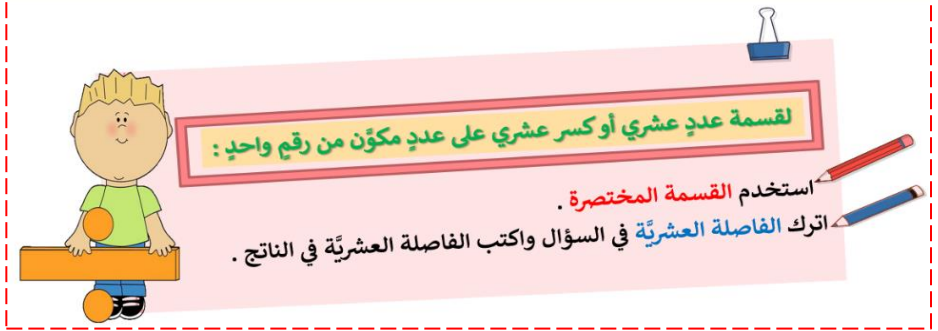 لقسمة عددٍ عشري أو كسر عشري على عددٍ مكوَّن من رقمٍ واحدٍ :
استخدم القسمة المختصرة .
اترك الفاصلة العشريَّة في السؤال واكتب الفاصلة العشريَّة في الناتج .